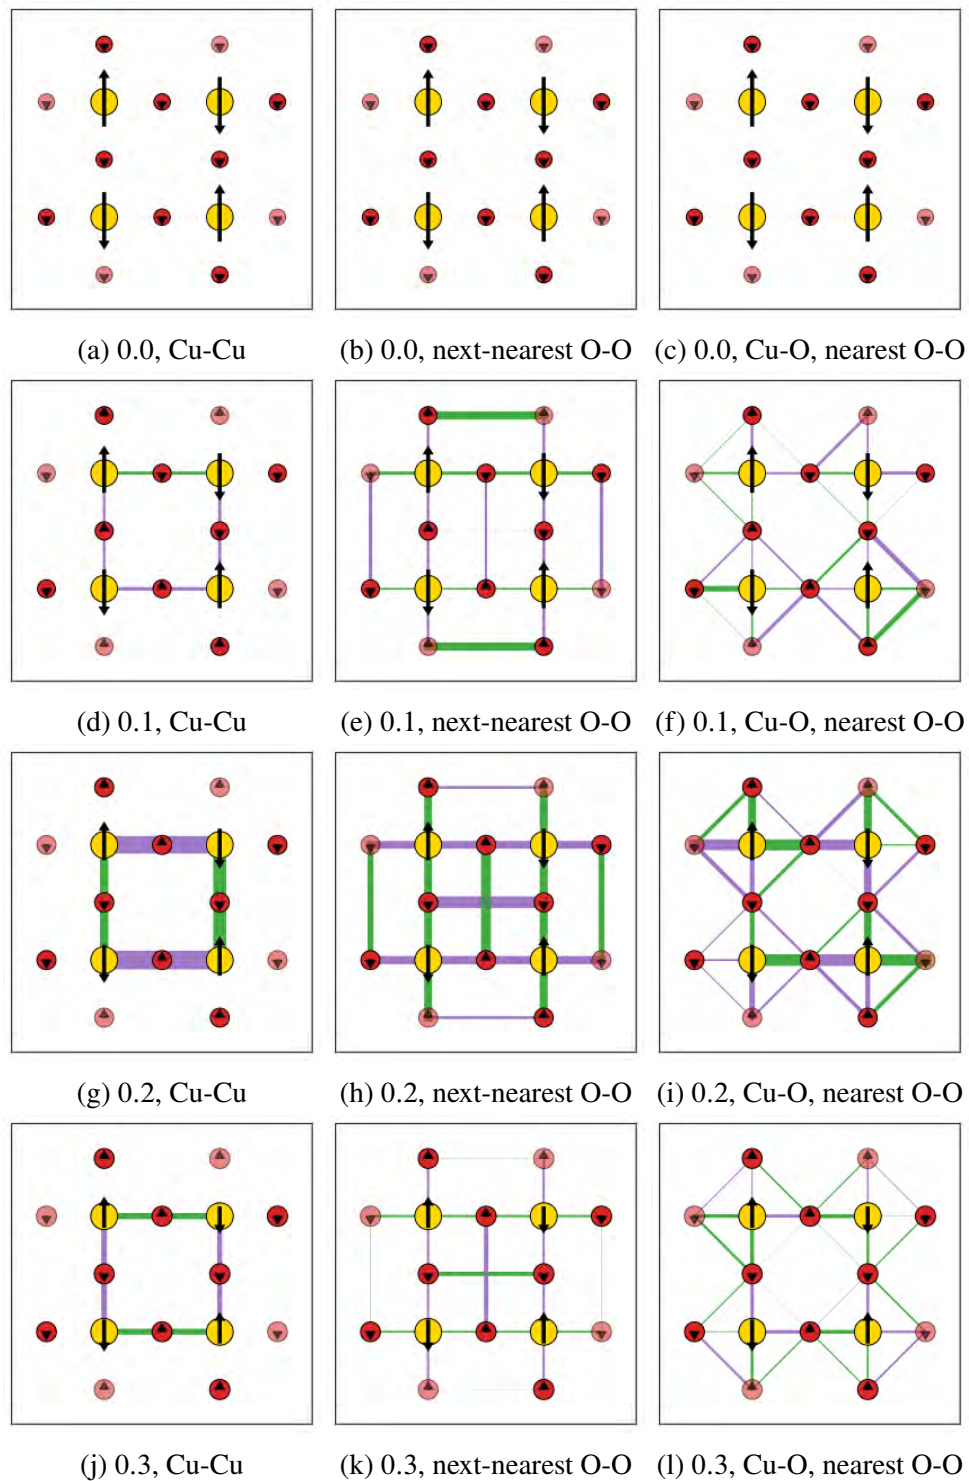 (a) 0.0, Cu-Cu
(b) 0.0, next-nearest O-O
(c) 0.0, Cu-O, nearest O-O
(d) 0.1, Cu-Cu
(e) 0.1, next-nearest O-O
(f) 0.1, Cu-O, nearest O-O
(g) 0.2, Cu-Cu
(h) 0.2, next-nearest O-O
(i) 0.2, Cu-O, nearest O-O
(j) 0.3, Cu-Cu
(k) 0.3, next-nearest O-O
(l) 0.3, Cu-O, nearest O-O